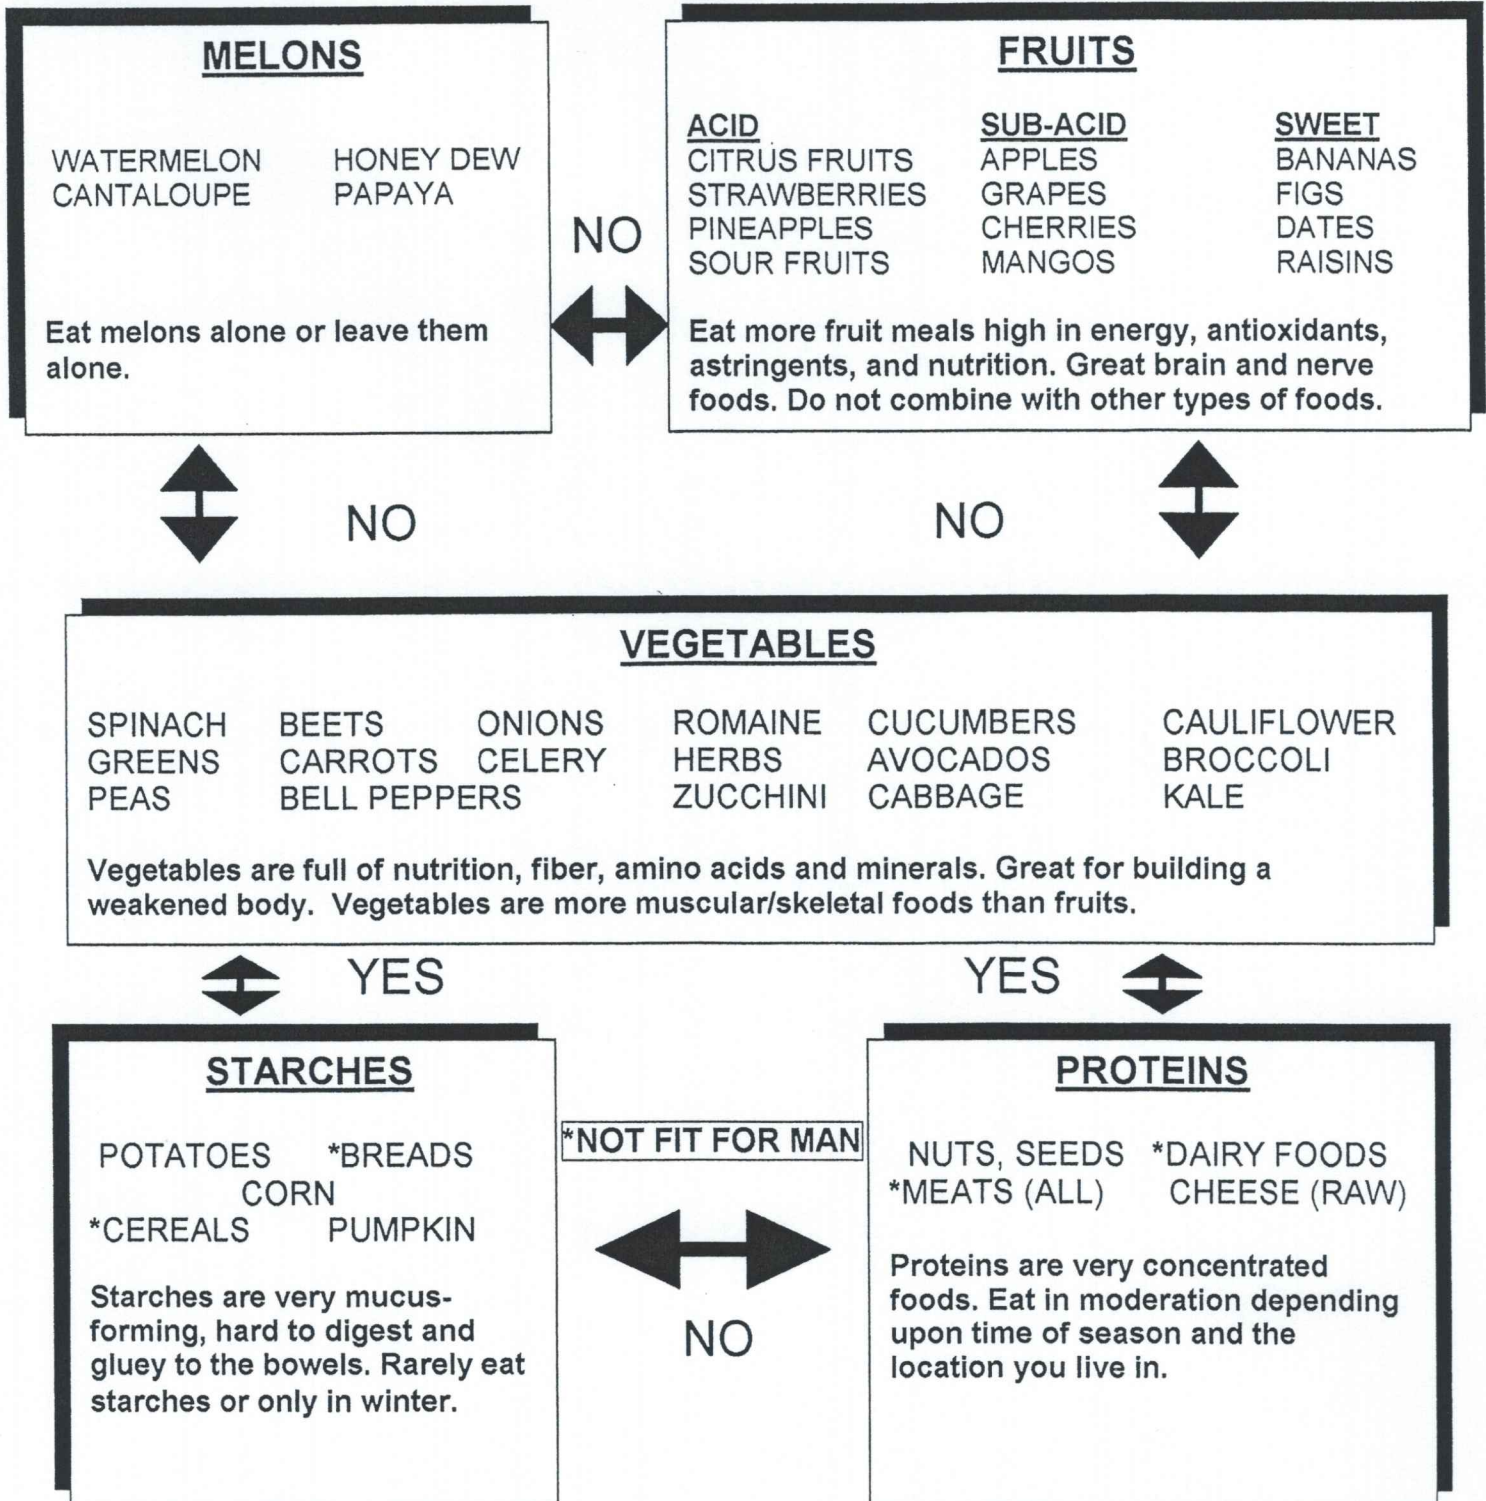 MELONS
WATERMELON HONEY DEW
CANTALOUPE PAPAYA
Eat melons alone or leave them
alone.
NO
FRUITS
ACID SUB-ACID SWEET
CITRUS FRUITS APPLES BANANAS
STRAWBERRIES GRAPES FIGS
PINEAPPLES CHERRIES DATES
SOUR FRUITS MANGOS RAISINS
Eat more fruit meals high in energy, antioxidants,
astringents, and nutrition. Great brain and nerve
foods. Do not combine with other types of foods.
NO NO
VEGETABLES
SPINACH BEETS ONIONS ROMAINE CUCUMBERS CAULIFLOWER
GREENS CARROTS CELERY HERBS AVOCADOS BROCCOLI
PEAS BELL PEPPERS ZUCCHINI CABBAGE KALE
Vegetables are full of nutrition, fiber, amino acids and minerals. Great for building a
weakened body. Vegetables are more muscular/skeletal foods than fruits.
YES YES
STARCHES
POTATOES *BREADS
CORN
*CEREALS PUMPKIN
Starches are very mucus-
forming, hard to digest and
gluey to the bowels. Rarely eat
starches or only in winter.
*NOT FIT FOR MAN
NO
PROTEINS
NUTS, SEEDS *DAIRY FOODS
*MEATS (ALL) CHEESE (RAW)
Proteins are very concentrated
foods. Eat in moderation depending
upon time of season and the
location you live in.